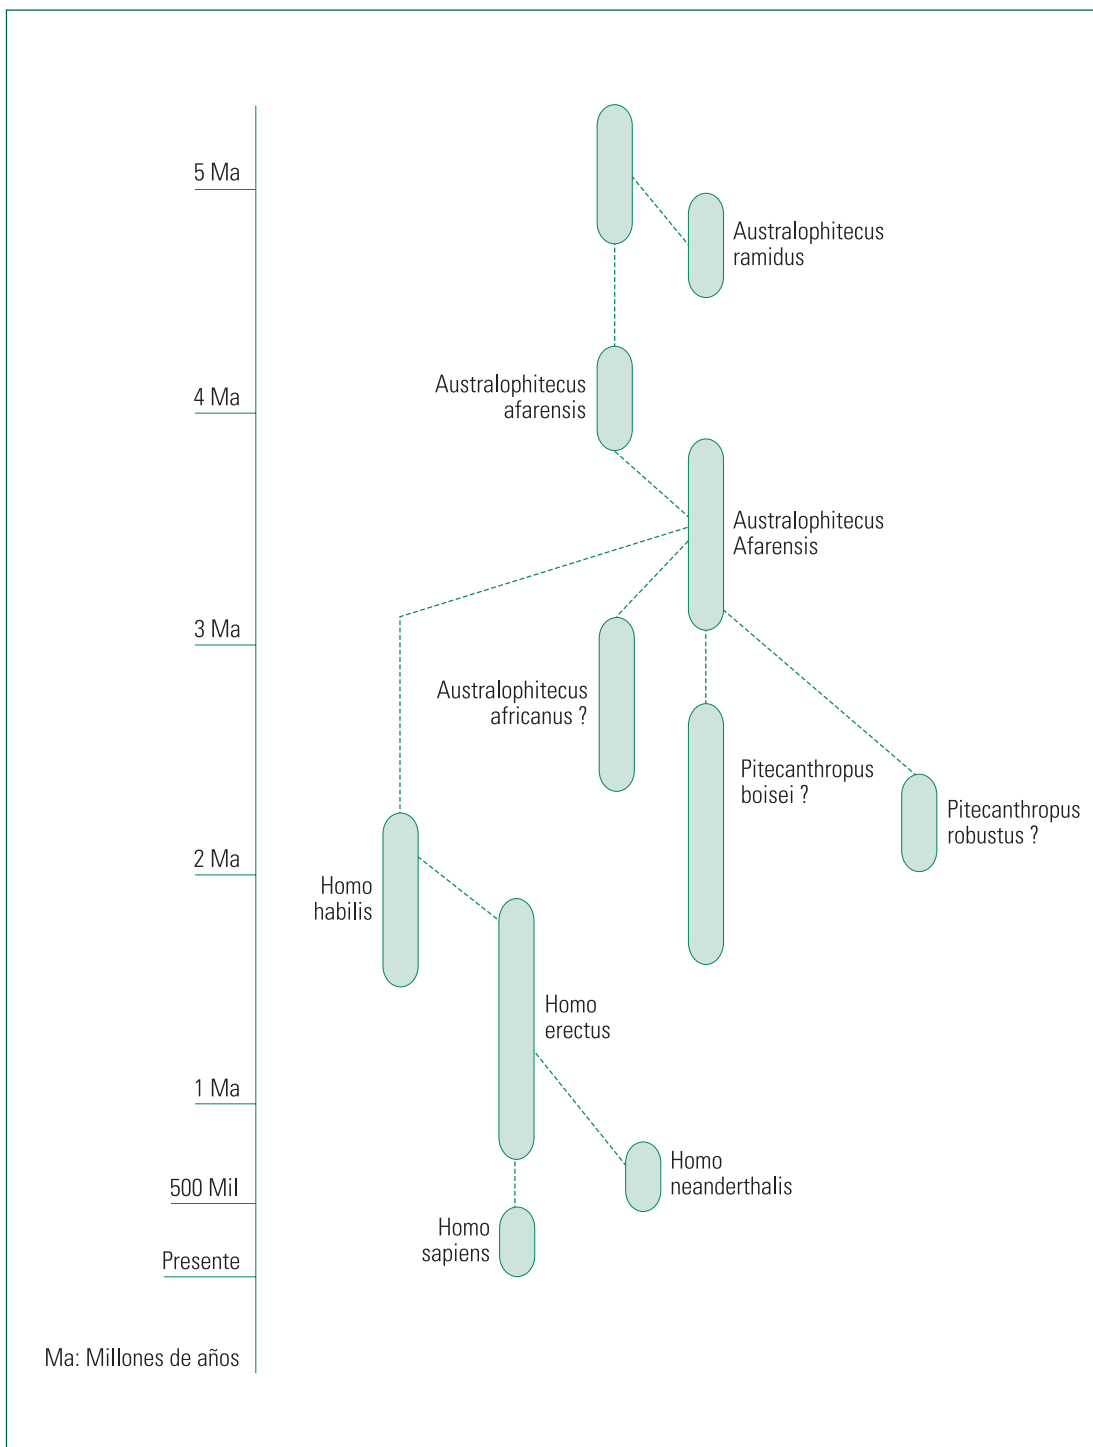 5 Ma
Australophitecus
ramidus
Australophitecus
afarensis
4 Ma
Australophitecus
Afarensis
3 Ma
Australophitecus
africanus ?
Pitecanthropus
boisei ?
Pitecanthropus
robustus ?
2 Ma
Homo
habilis
Homo
erectus
1 Ma
Homo
neanderthalis
500 Mil
Homo
sapiens
Presente
Ma: Millones de años